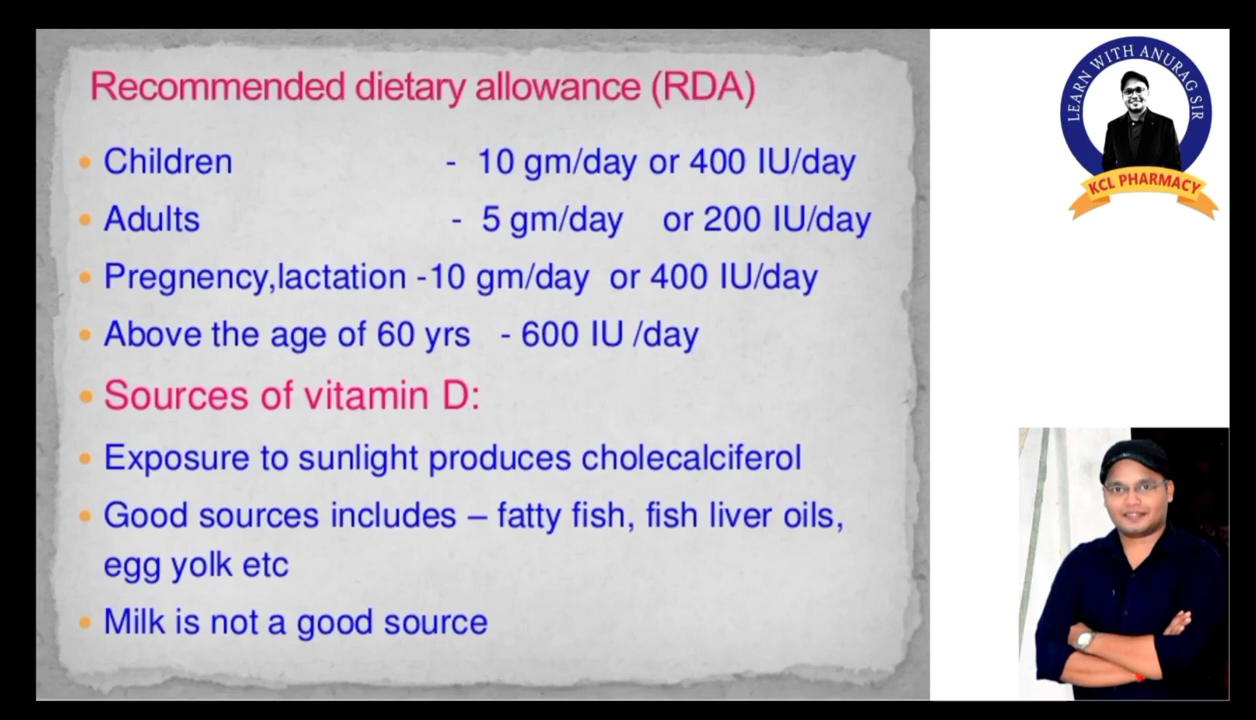 Recommended dietary allowance (RDA)
Children - 10 gm/day or 400 IU/day
Adults - 5 gm/day or 200 IU/day
Pregnency,lactation -10 gm/day or 400 IU/day
Above the age of 60 yrs - 600 IU /day
Sources of vitamin D:
Exposure to sunlight produces cholecalciferol
Good sources includes – fatty fish, fish liver oils,
egg yolk etc
Milk is not a good source
LEARN WITH ANURAG SIR
KCL PHARMACY